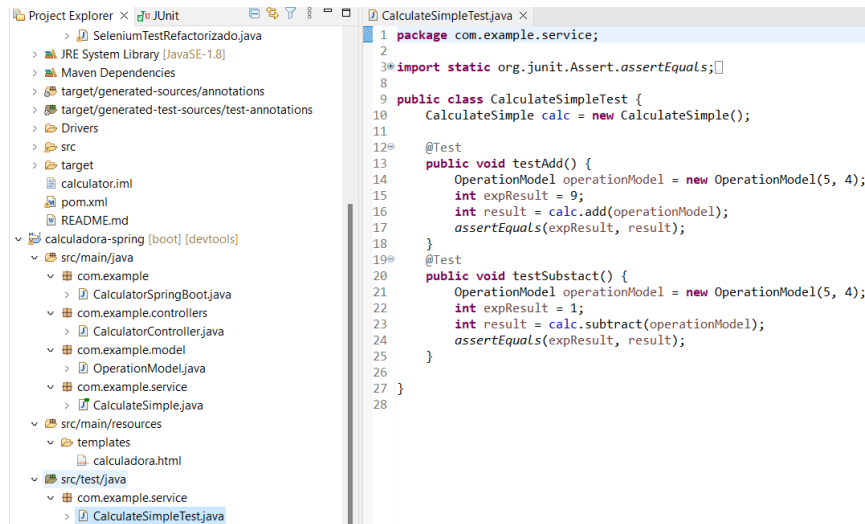 Project Explorer × JUnit
SeleniumTestRefactorizado.java
JRE System Library [JavaSE-1.8]
Maven Dependencies
target/generated-sources/annotations
target/generated-test-sources/test-annotations
Drivers
src
target
calculator.iml
pom.xml
README.md
calculadora-spring [boot] [devtools]
src/main/java
com.example
CalculatorSpringBoot.java
com.example.controllers
CalculatorController.java
com.example.model
OperationModel.java
com.example.service
CalculateSimple.java
src/main/resources
templates
calculadora.html
src/test/java
com.example.service
CalculateSimpleTest.java
CalculateSimpleTest.java ×
1 package com.example.service;
2
3 import static org.junit.Assert.assertEquals;
8
9 public class CalculateSimpleTest {
10 CalculateSimple calc = new CalculateSimple();
11
12 @Test
13 public void testAdd() {
14 OperationModel operationModel = new OperationModel(5, 4);
15 int expResult = 9;
16 int result = calc.add(operationModel);
17 assertEquals(expResult, result);
18 }
19 @Test
20 public void testSubstact() {
21 OperationModel operationModel = new OperationModel(5, 4);
22 int expResult = 1;
23 int result = calc.subtract(operationModel);
24 assertEquals(expResult, result);
25 }
26
27 }
28